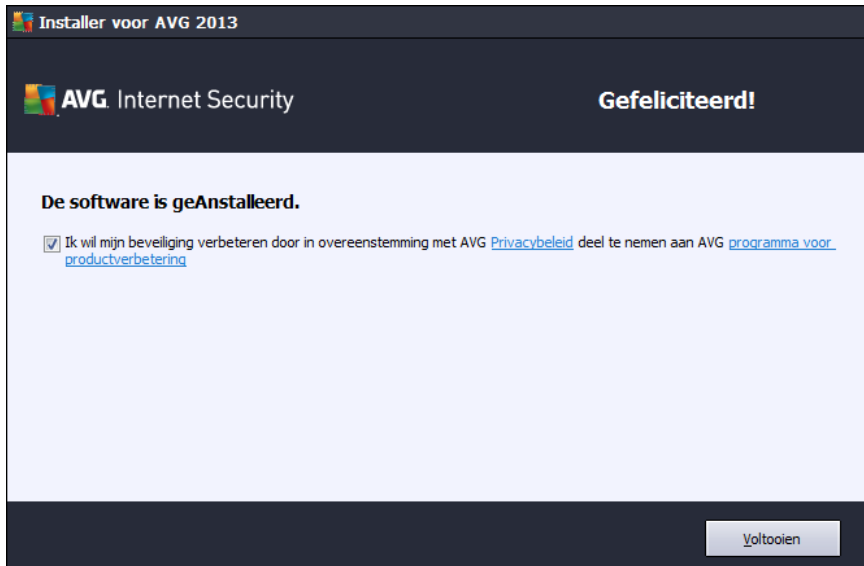 Installer voor AVG 2013
AVG. Internet Security
Gefeliciteerd!
De software is geAnstalleerd.
Ik wil mijn beveiliging verbeteren door in overeenstemming met AVG Privacybeleid deel te nemen aan AVG programma voor
productverbetering
Voltooien